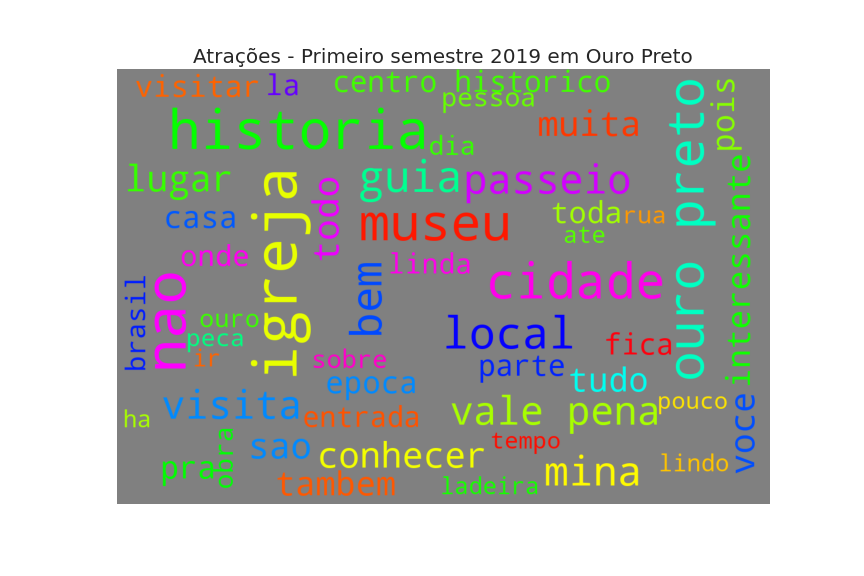 Atrações - Primeiro semestre 2019 em Ouro Preto
visitar
la
centro historico
pessoa
pois
historia
dia
muita
ouro preto
lugar
igreja
todo
guia
passeio
interessante
casa
museu
toda
rua
ate
onde
linda
cidade
brasil
nao
bem
ouro
peca
ir
local
fica
sobre
parte
epoca
tudo
visita
entrada
vale pena
pouco
voce
ha
obra
sao
conhecer
tempo
pra
tambem
ladeira
mina
lindo